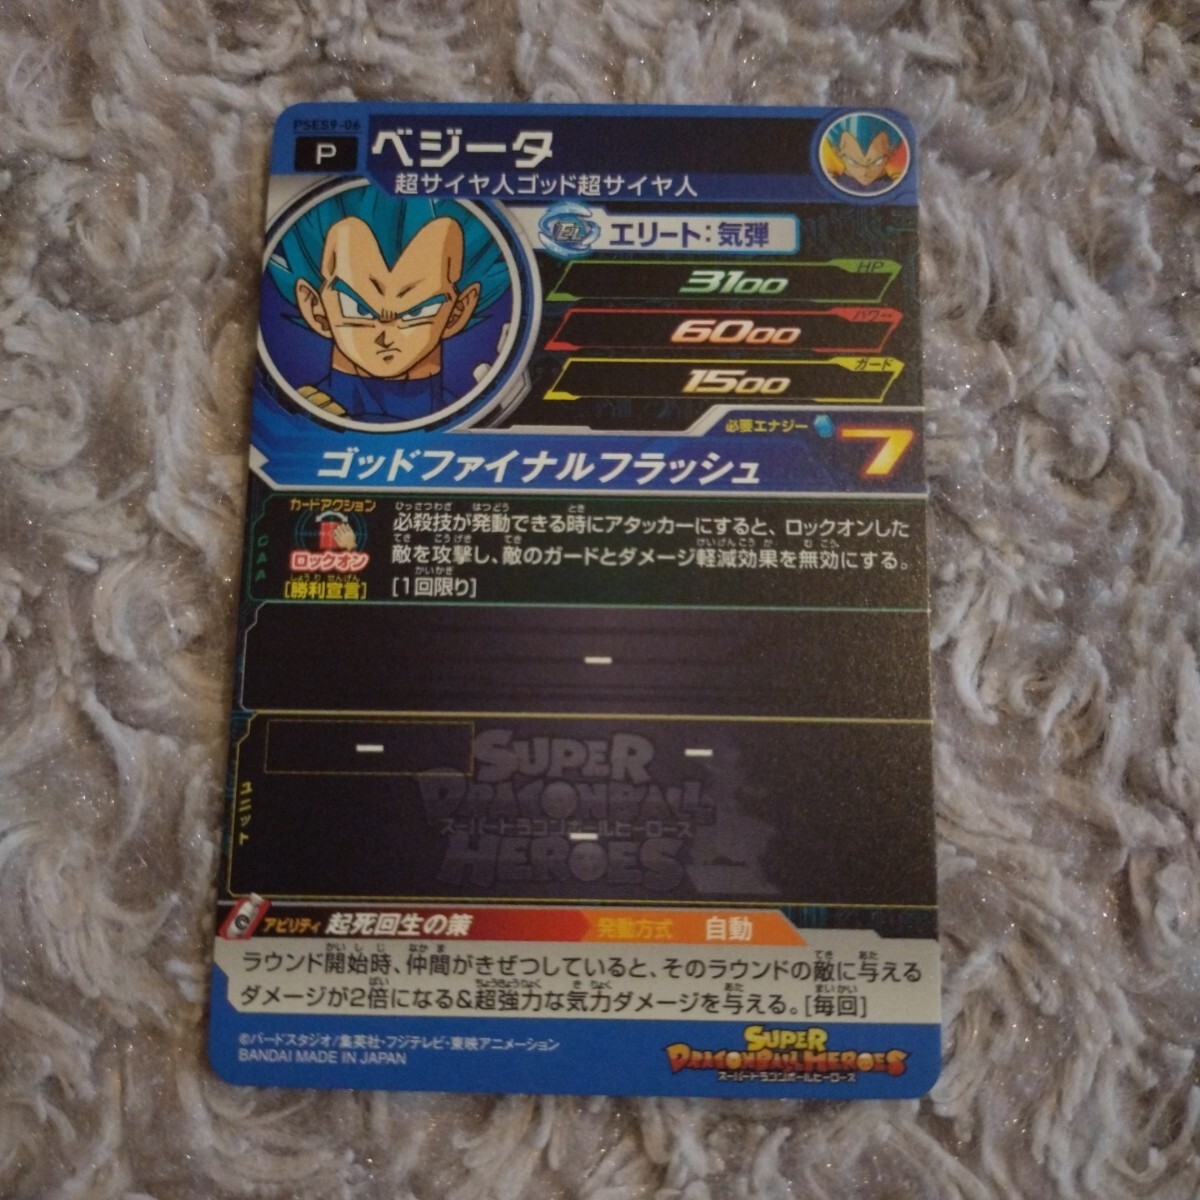 PSES9-06
P
ベジータ
超サイヤ人ゴッド超サイヤ人
エリート:気弾
HP
3100
パワー
6000
ガード
1500
必要エナジー
7
ゴッドファイナルフラッシュ
CAA
カードアクション
ロックオン
[勝利宣言]
必殺技が発動できる時にアタッカーにすると、ロックオンした
敵を攻撃し、敵のガードとダメージ軽減効果を無効にする。
[1回限り]
ー
ー
ー
ー
ユニット
SUPER
DRAGONBALL
スーパードラゴンボールヒーローズ
HEROES
アビリティ 起死回生の策
発動方式 自動
ラウンド開始時、仲間がきぜつしていると、そのラウンドの敵に与える
ダメージが2倍になる&超強力な気力ダメージを与える。[毎回]
©バードスタジオ/集英社・フジテレビ・東映アニメーション
BANDAI MADE IN JAPAN
SUPER
DRAGONBALL HEROES
スーパードラゴンボールヒーローズ